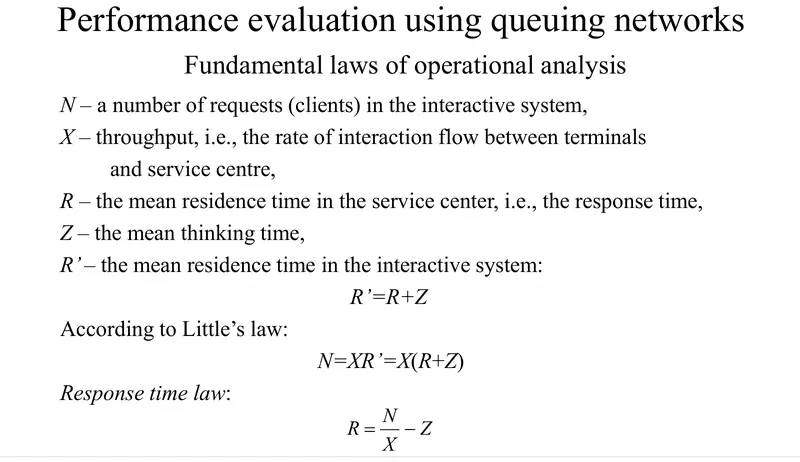 Performance evaluation using queuing networks
Fundamental laws of operational analysis
N – a number of requests (clients) in the interactive system,
X – throughput, i.e., the rate of interaction flow between terminals
and service centre,
R – the mean residence time in the service center, i.e., the response time,
Z – the mean thinking time,
R’– the mean residence time in the interactive system:
R’=R+Z
According to Little’s law:
N=XR’=X(R+Z)
Response time law:
R = N/X − Z